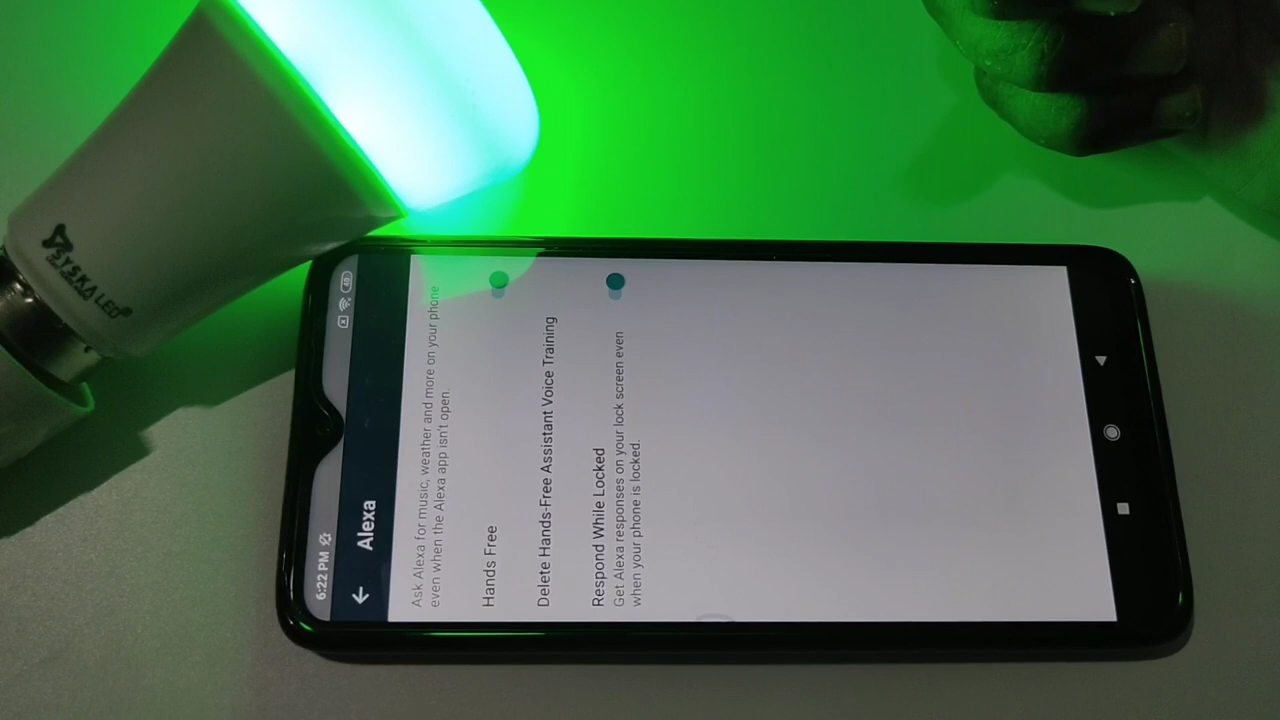 SYSKA LED
6:22 PM
Alexa
Ask Alexa for music, weather and more on your phone
even when the Alexa app isn't open.
Hands Free
Delete Hands-Free Assistant Voice Training
Respond While Locked
Get Alexa responses on your lock screen even
when your phone is locked.